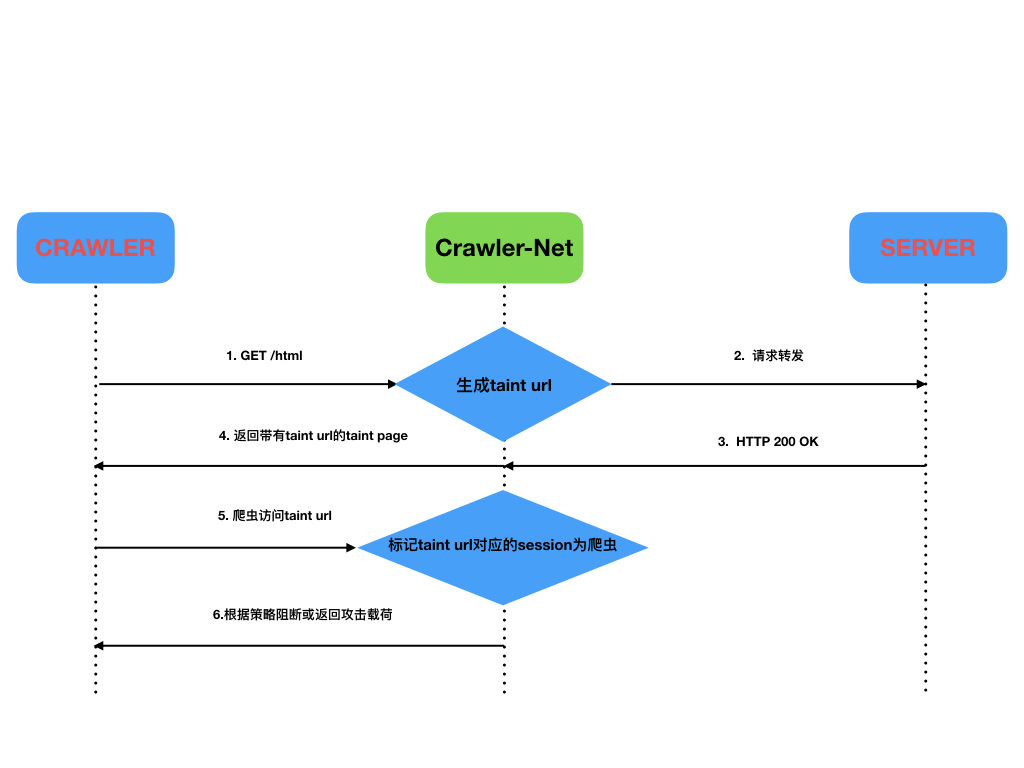 CRAWLER
Crawler-Net
SERVER
1. GET /html
2. 请求转发
生成taint url
4. 返回带有taint url的taint page
3. HTTP 200 OK
5. 爬虫访问taint url
标记taint url对应的session为爬虫
6.根据策略阻断或返回攻击载荷